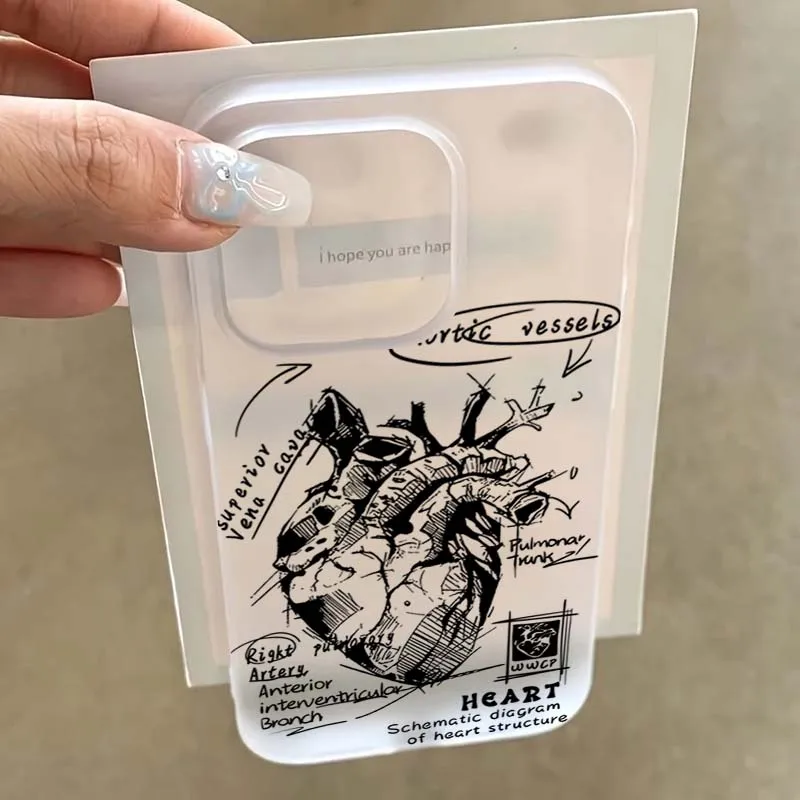 i hope you are hap
vessels
superior
Vena cava
Pulmonary
Trunk
Right pulmonary
Artery
Anterior
interventricular
Branch
WWCP
HEART
Schematic diagram
of heart structure